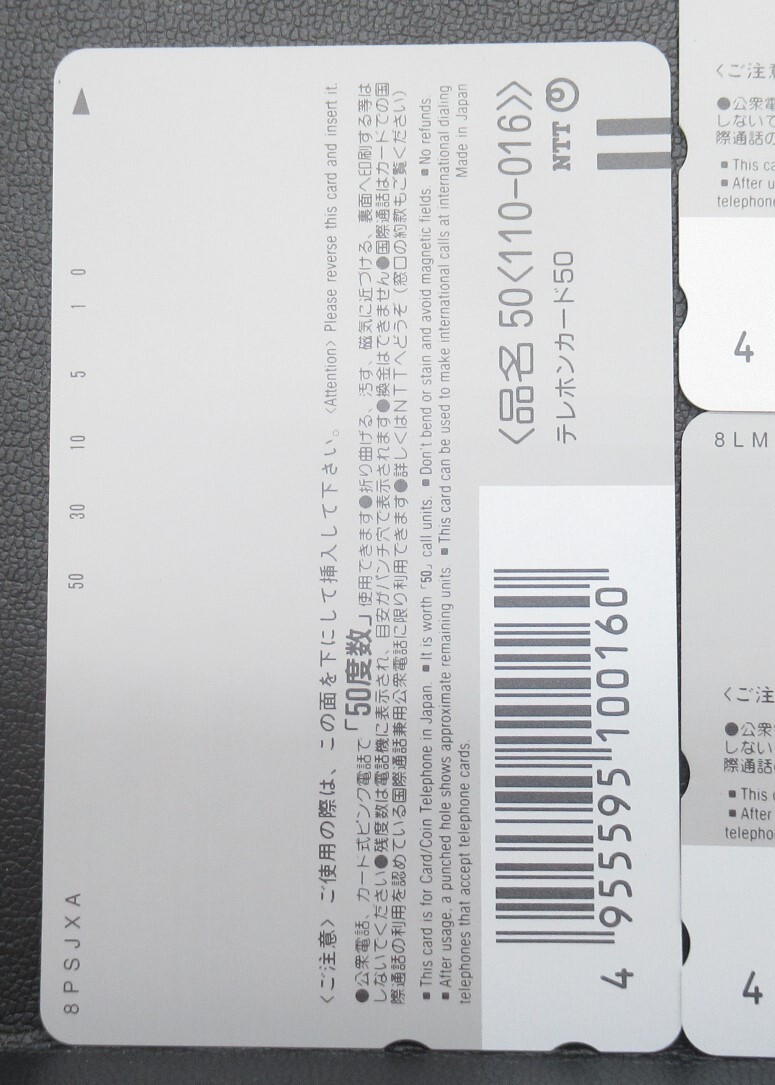 8PSJXA
50 30 10 5 1 0
〈ご注意〉ご使用の際は、この面を下にして挿入して下さい。〈Attention〉Please reverse this card and insert it.
●公衆電話、カード式ピンク電話で「50度数」使用できます●折り曲げる、汚す、磁気に近づける、裏面へ印刷する等は
しないでください●残度数は電話機に表示され、目安がパンチ穴で表示されます●換金はできません●国際通話はカードでの国
際通話の利用を認めている国際通話兼用公衆電話に限り利用できます●詳しくはNTTへどうぞ（窓口の約款もご覧ください）
■This card is for Card/Coin Telephone in Japan. ■It is worth「50」call units. ■Don't bend or stain and avoid magnetic fields. ■No refunds.
■After usage, a punched hole shows approximate remaining units ■This card can be used to make international calls at international dialing
telephones that accept telephone cards.
Made in Japan
〈品名 50〈110-016〉〉
NTT
テレホンカード50
4 955595 100160
〈ご注意
●公衆電
しないで
際通話の
■This ca
■After u
telephone
4
8LM
〈ご注
●公衆
しない
際通話
■This c
■After
telepho
4